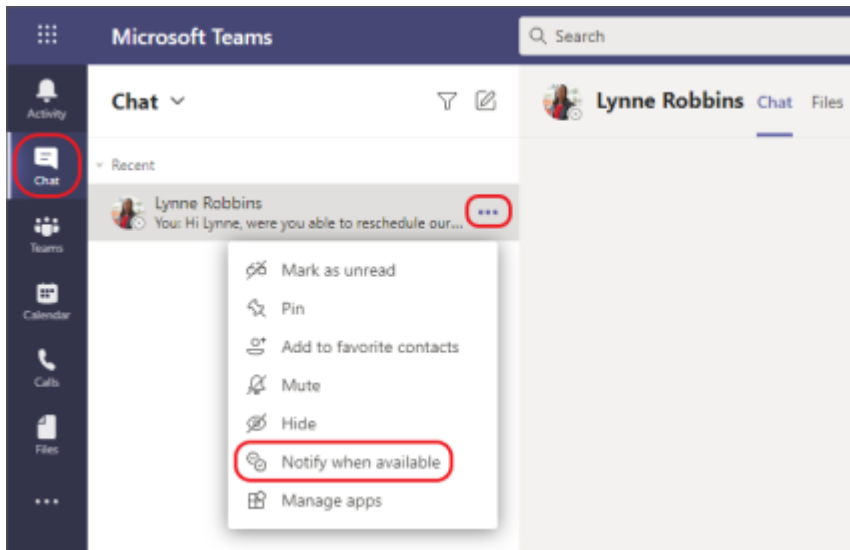 Microsoft Teams
Search
Activity
Chat
Teams
Calendar
Calls
Files
Chat
Recent
Lynne Robbins
You: Hi Lynne, were you able to reschedule our...
Mark as unread
Pin
Add to favorite contacts
Mute
Hide
Notify when available
Manage apps
Lynne Robbins Chat Files